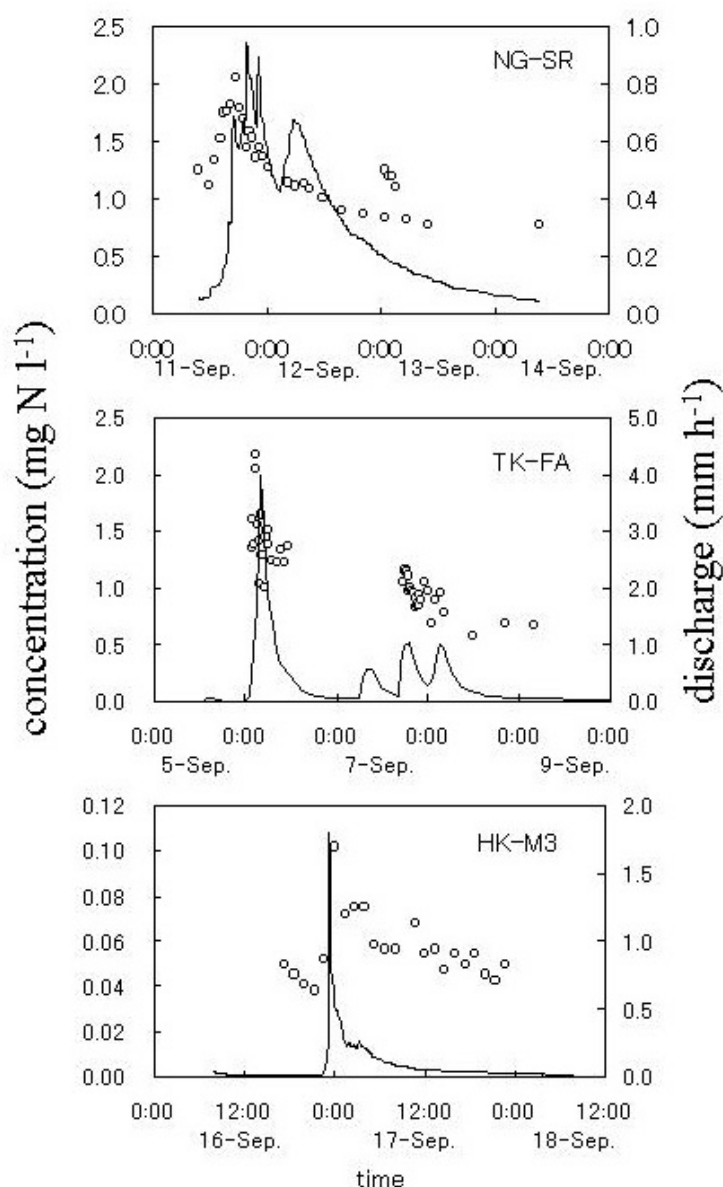 concentration (mg N l-1)
discharge (mm h-1)
NG-SR
2.5 1.0
2.0 0.8
1.5 0.6
1.0 0.4
0.5 0.2
0.0 0.0
0:00 0:00 0:00 0:00 0:00
11-Sep. 12-Sep. 13-Sep. 14-Sep.
TK-FA
2.5 5.0
2.0 4.0
1.5 3.0
1.0 2.0
0.5 1.0
0.0 0.0
0:00 0:00 0:00 0:00 0:00 0:00
5-Sep. 7-Sep. 9-Sep.
HK-M3
0.12 2.0
0.10
1.5
0.08
0.06 1.0
0.04
0.5
0.02
0.00 0.0
0:00 12:00 0:00 12:00 0:00 12:00
16-Sep. 17-Sep. 18-Sep.
time